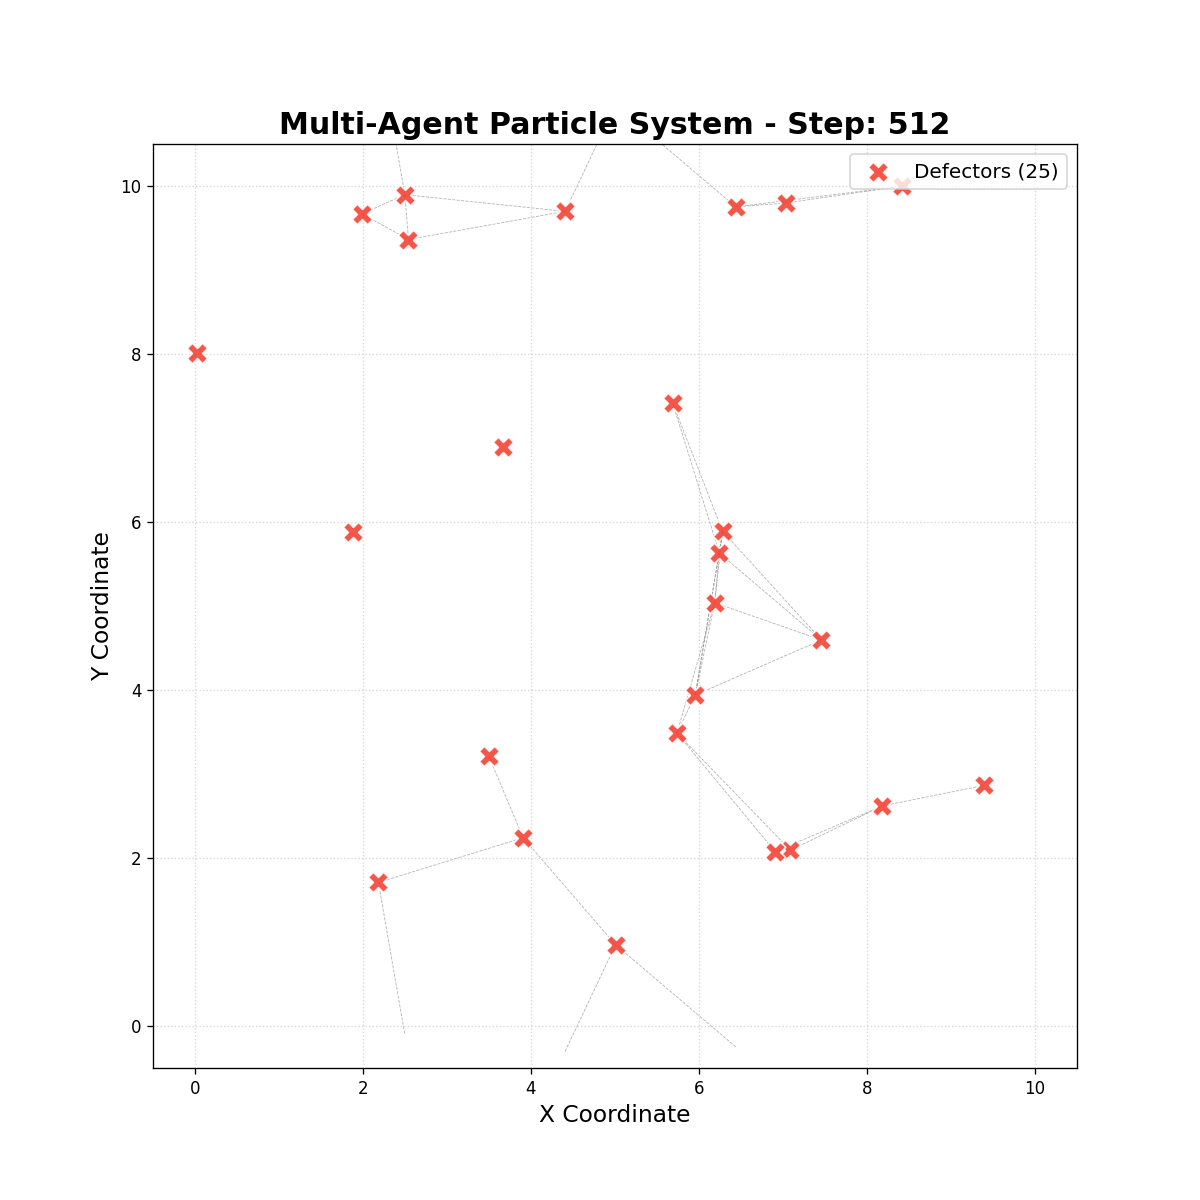 Multi-Agent Particle System - Step: 512
Defectors (25)
10
8
6
4
2
0
Y Coordinate
0 2 4 6 8 10
X Coordinate